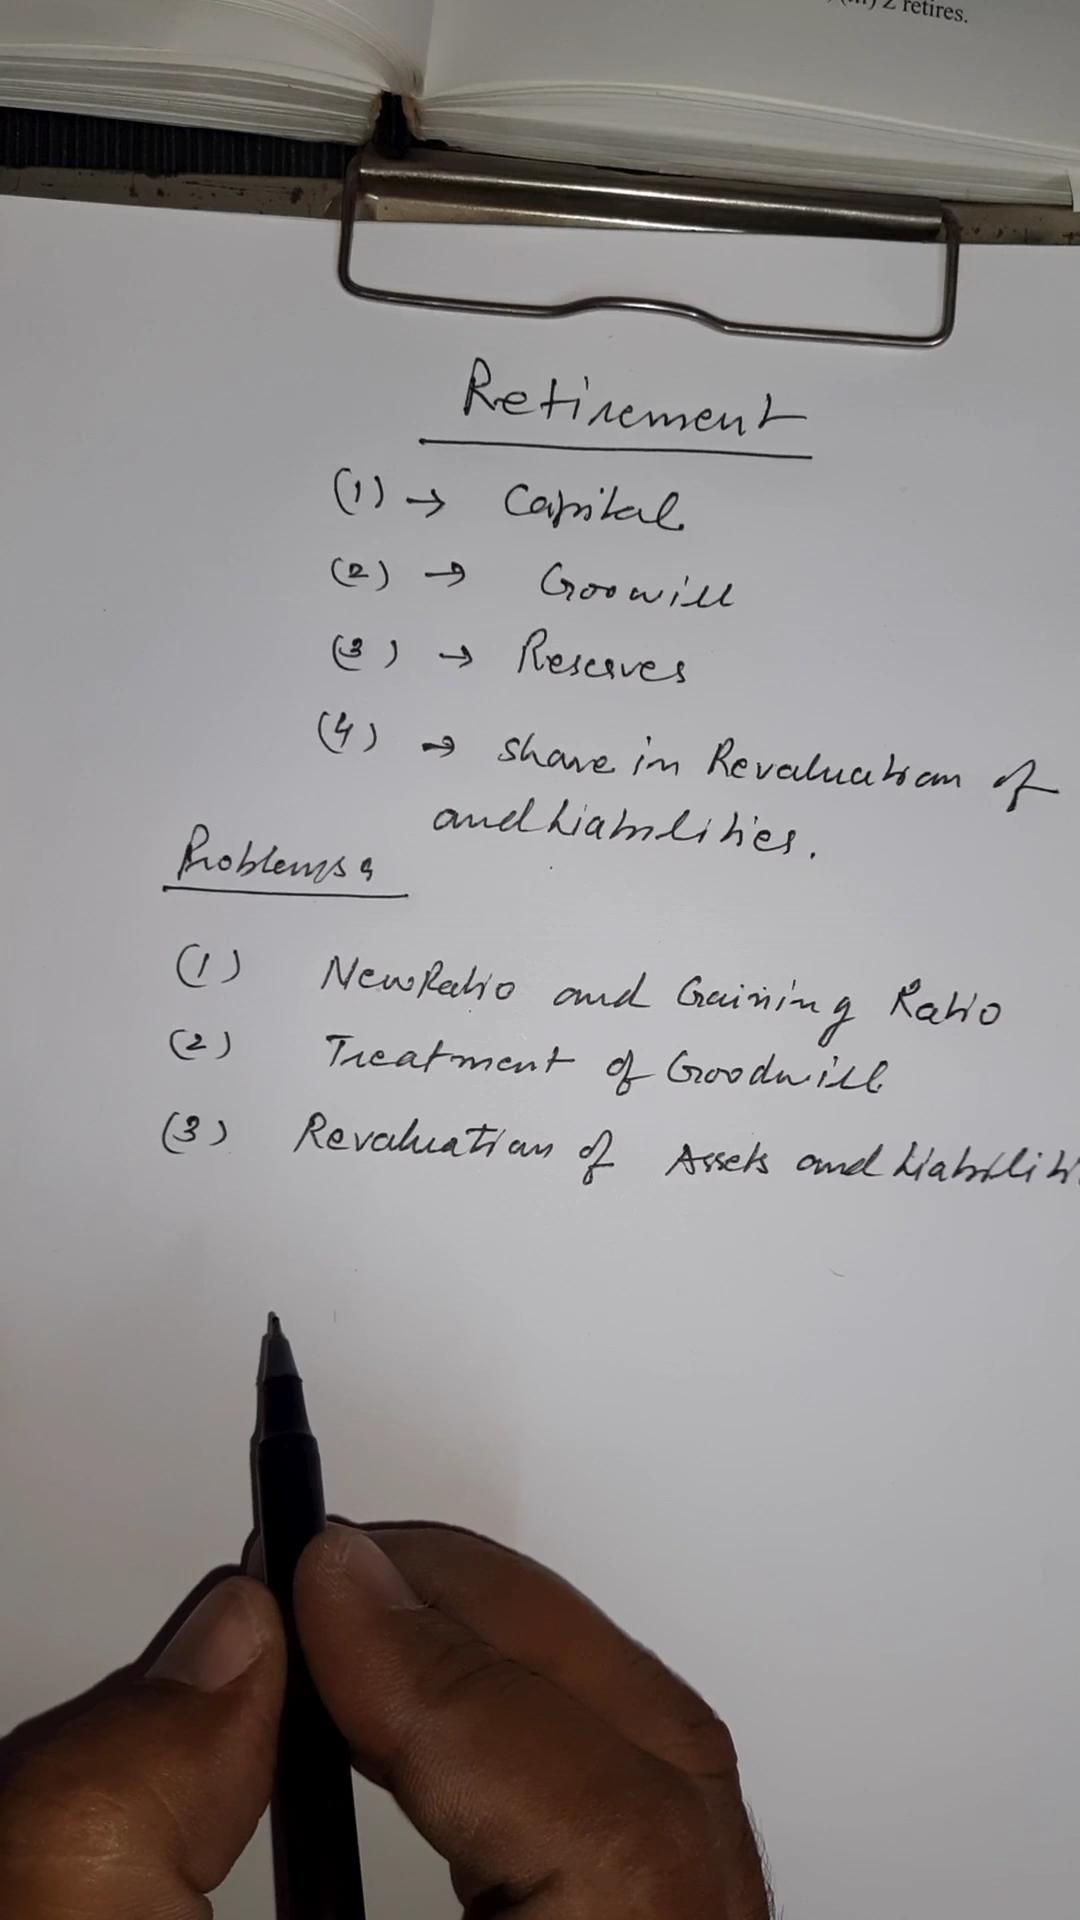 Z retires.
Retirement
(1) → Capital
(2) → Goowill
(3) → Reserves
(4) → share in Revaluation of
and Liabilities.
Problems
(1) New Ratio and Gaining Ratio
(2) Treatment of Goodwill
(3) Revaluation of Assets and Liabiliti